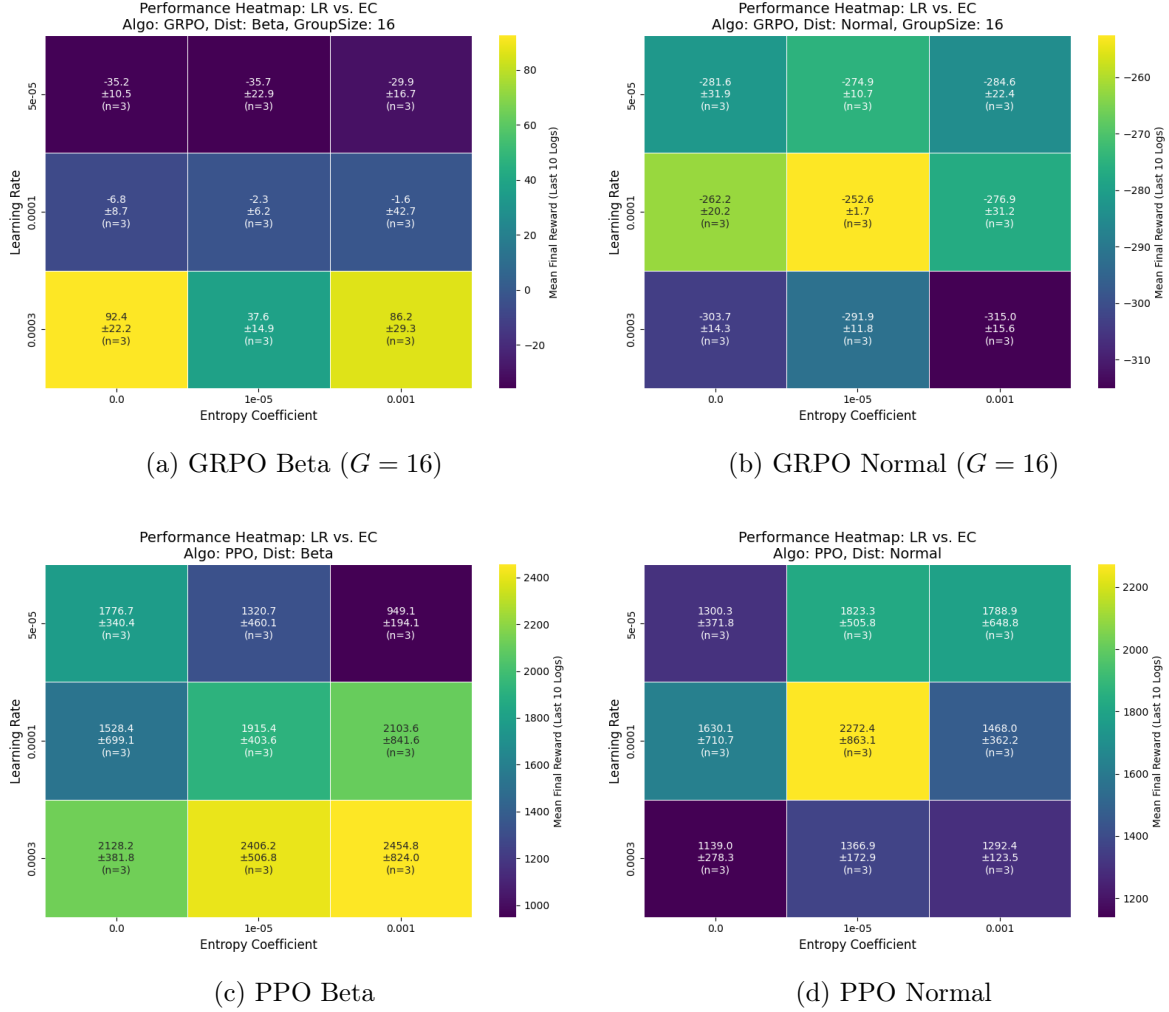 Performance Heatmap: LR vs. EC
Algo: GRPO, Dist: Beta, GroupSize: 16
Learning Rate
5e-05
0.0001
0.0003
-35.2
±10.5
(n=3)
-35.7
±22.9
(n=3)
-29.9
±16.7
(n=3)
-6.8
±8.7
(n=3)
-2.3
±6.2
(n=3)
-1.6
±42.7
(n=3)
92.4
±22.2
(n=3)
37.6
±14.9
(n=3)
86.2
±29.3
(n=3)
0.0
1e-05
0.001
Entropy Coefficient
80
60
40
20
0
−20
Mean Final Reward (Last 10 Logs)
(a) GRPO Beta (G = 16)
Performance Heatmap: LR vs. EC
Algo: GRPO, Dist: Normal, GroupSize: 16
Learning Rate
5e-05
0.0001
0.0003
-281.6
±31.9
(n=3)
-274.9
±10.7
(n=3)
-284.6
±22.4
(n=3)
-262.2
±20.2
(n=3)
-252.6
±1.7
(n=3)
-276.9
±31.2
(n=3)
-303.7
±14.3
(n=3)
-291.9
±11.8
(n=3)
-315.0
±15.6
(n=3)
0.0
1e-05
0.001
Entropy Coefficient
−260
−270
−280
−290
−300
−310
Mean Final Reward (Last 10 Logs)
(b) GRPO Normal (G = 16)
Performance Heatmap: LR vs. EC
Algo: PPO, Dist: Beta
Learning Rate
5e-05
0.0001
0.0003
1776.7
±340.4
(n=3)
1320.7
±460.1
(n=3)
949.1
±194.1
(n=3)
1528.4
±699.1
(n=3)
1915.4
±403.6
(n=3)
2103.6
±841.6
(n=3)
2128.2
±381.8
(n=3)
2406.2
±506.8
(n=3)
2454.8
±824.0
(n=3)
0.0
1e-05
0.001
Entropy Coefficient
2400
2200
2000
1800
1600
1400
1200
1000
Mean Final Reward (Last 10 Logs)
(c) PPO Beta
Performance Heatmap: LR vs. EC
Algo: PPO, Dist: Normal
Learning Rate
5e-05
0.0001
0.0003
1300.3
±371.8
(n=3)
1823.3
±505.8
(n=3)
1788.9
±648.8
(n=3)
1630.1
±710.7
(n=3)
2272.4
±863.1
(n=3)
1468.0
±362.2
(n=3)
1139.0
±278.3
(n=3)
1366.9
±172.9
(n=3)
1292.4
±123.5
(n=3)
0.0
1e-05
0.001
Entropy Coefficient
2200
2000
1800
1600
1400
1200
Mean Final Reward (Last 10 Logs)
(d) PPO Normal